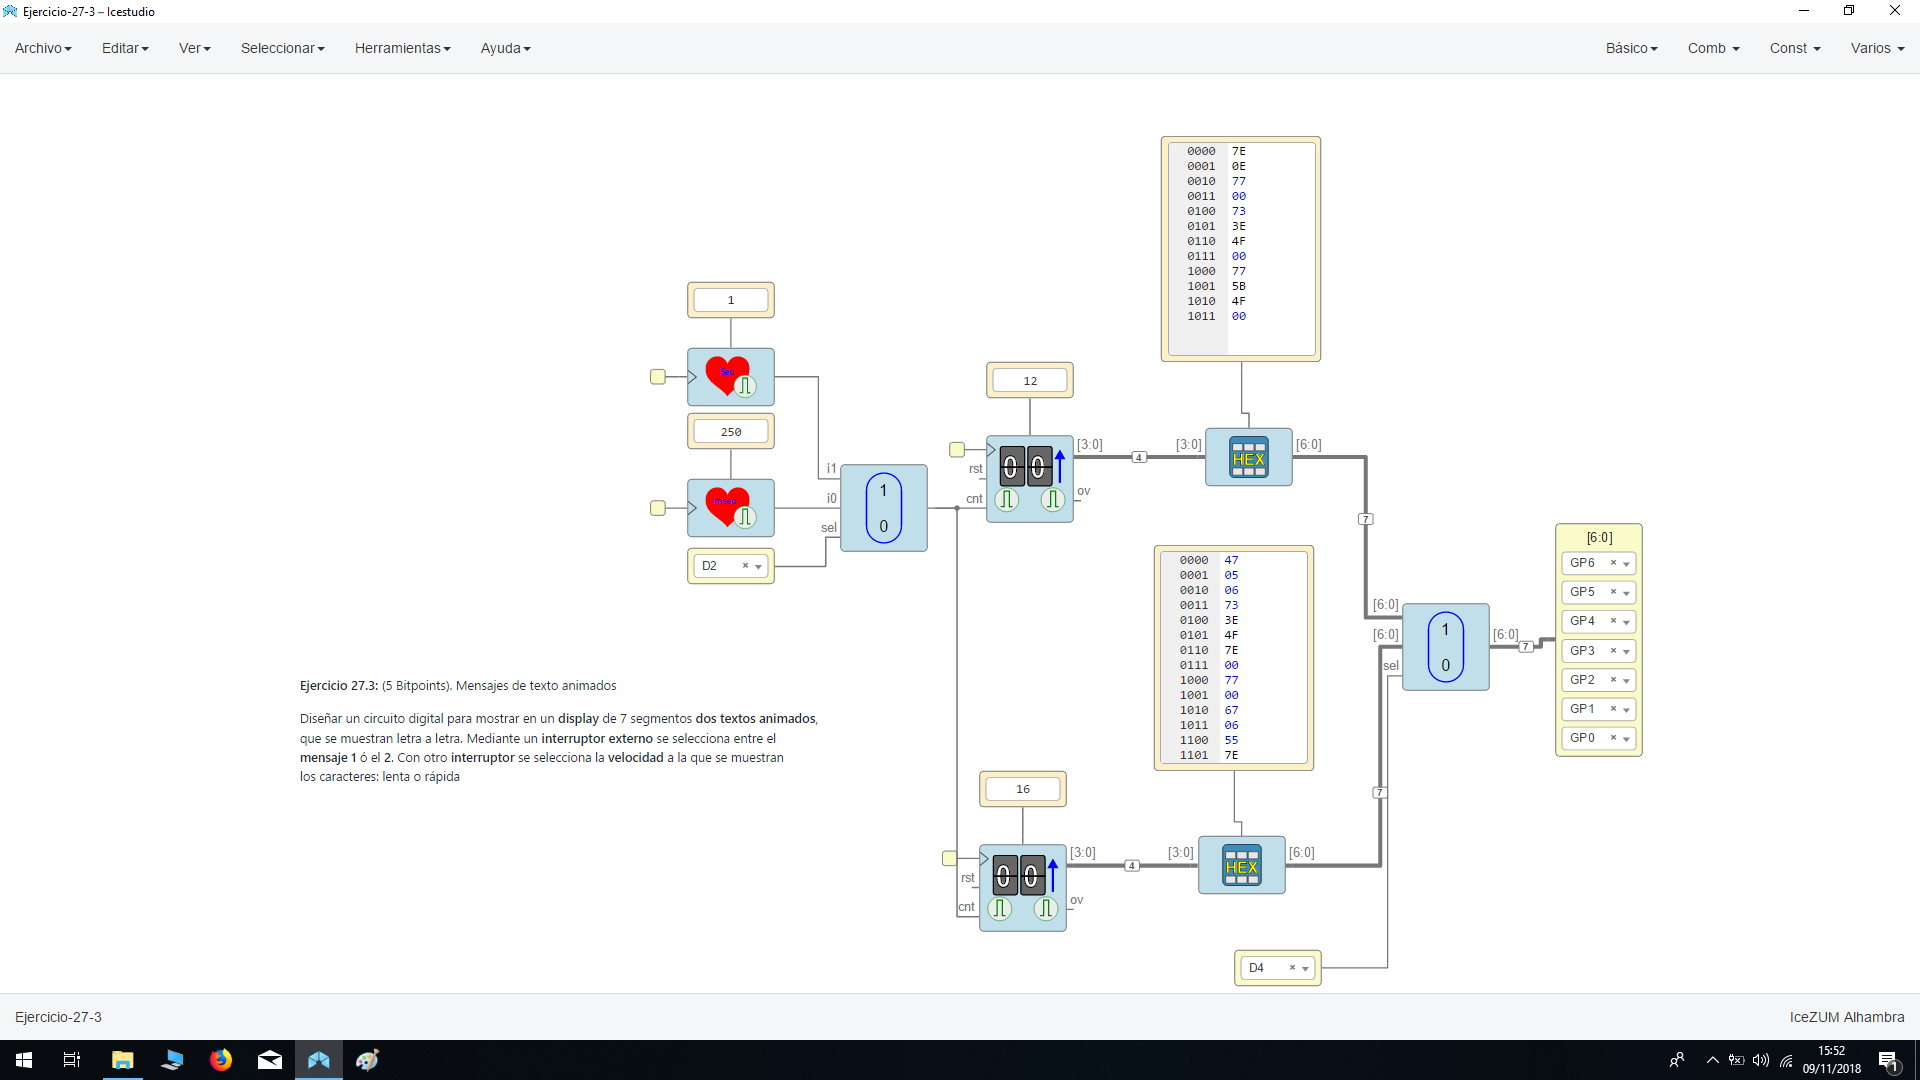 Ejercicio-27-3 – Icestudio
Archivo Editar Ver Seleccionar Herramientas Ayuda Básico Comb Const Varios
0000 7E
0001 0E
0010 77
0011 00
0100 73
0101 3E
0110 4F
0111 00
1000 77
1001 5B
1010 4F
1011 00
1
Sec
250
msec
D2
i1
i0
sel
1
0
12
[3:0]
rst
cnt
ov
00
4
[3:0]
HEX
[6:0]
7
0000 47
0001 05
0010 06
0011 73
0100 3E
0101 4F
0110 7E
0111 00
1000 77
1001 00
1010 67
1011 06
1100 55
1101 7E
16
[3:0]
rst
cnt
ov
00
4
[3:0]
HEX
[6:0]
7
D4
[6:0]
[6:0]
sel
1
0
[6:0]
7
[6:0]
GP6
GP5
GP4
GP3
GP2
GP1
GP0
Ejercicio 27.3: (5 Bitpoints). Mensajes de texto animados
Diseñar un circuito digital para mostrar en un display de 7 segmentos dos textos animados,
que se muestran letra a letra. Mediante un interruptor externo se selecciona entre el
mensaje 1 ó el 2. Con otro interruptor se selecciona la velocidad a la que se muestran
los caracteres: lenta o rápida
Ejercicio-27-3
IceZUM Alhambra
15:52
09/11/2018
1